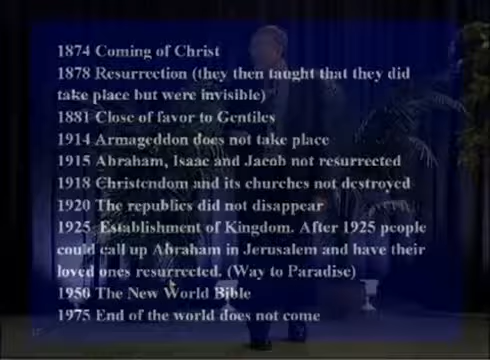 1874 Coming of Christ
1878 Resurrection (they then taught that they did
take place but were invisible)
1881 Close of favor to Gentiles
1914 Armageddon does not take place
1915 Abraham, Isaac and Jacob not resurrected
1918 Christendom and its churches not destroyed
1920 The republics did not disappear
1925 Establishment of Kingdom. After 1925 people
could call up Abraham in Jerusalem and have their
loved ones resurrected. (Way to Paradise)
1950 The New World Bible
1975 End of the world does not come